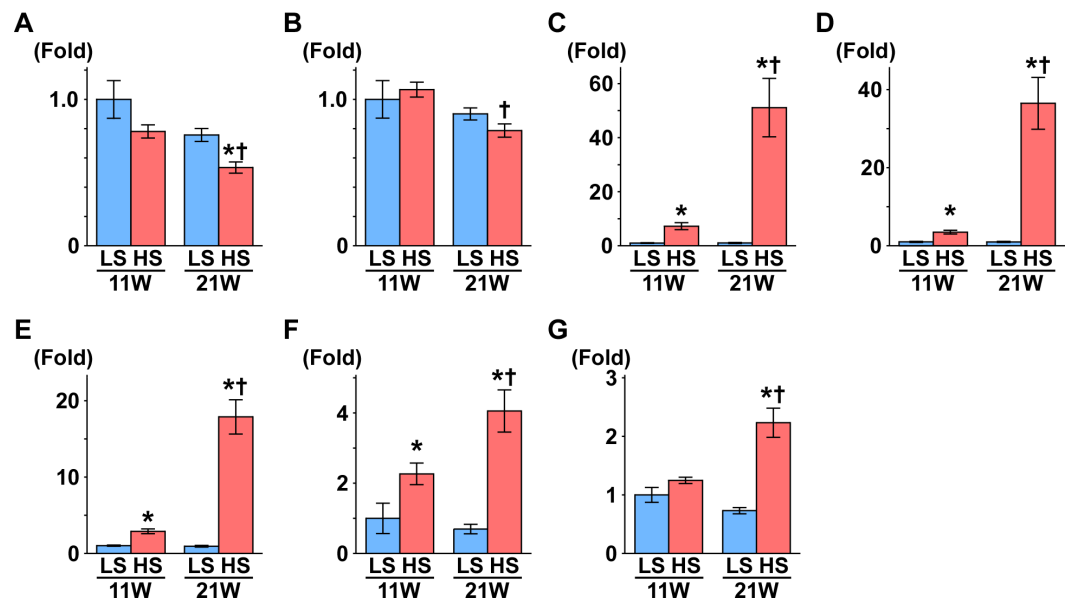 A
(Fold)
1.0
*†
0
LS HS LS HS
11W 21W
B
(Fold)
1.0
†
0
LS HS LS HS
11W 21W
C
(Fold)
60
*†
40
20
*
0
LS HS LS HS
11W 21W
D
(Fold)
*†
40
20
*
0
LS HS LS HS
11W 21W
E
(Fold)
20
*†
10
*
0
LS HS LS HS
11W 21W
F
(Fold)
*†
4
*
2
0
LS HS LS HS
11W 21W
G
(Fold)
3
*†
2
1
0
LS HS LS HS
11W 21W